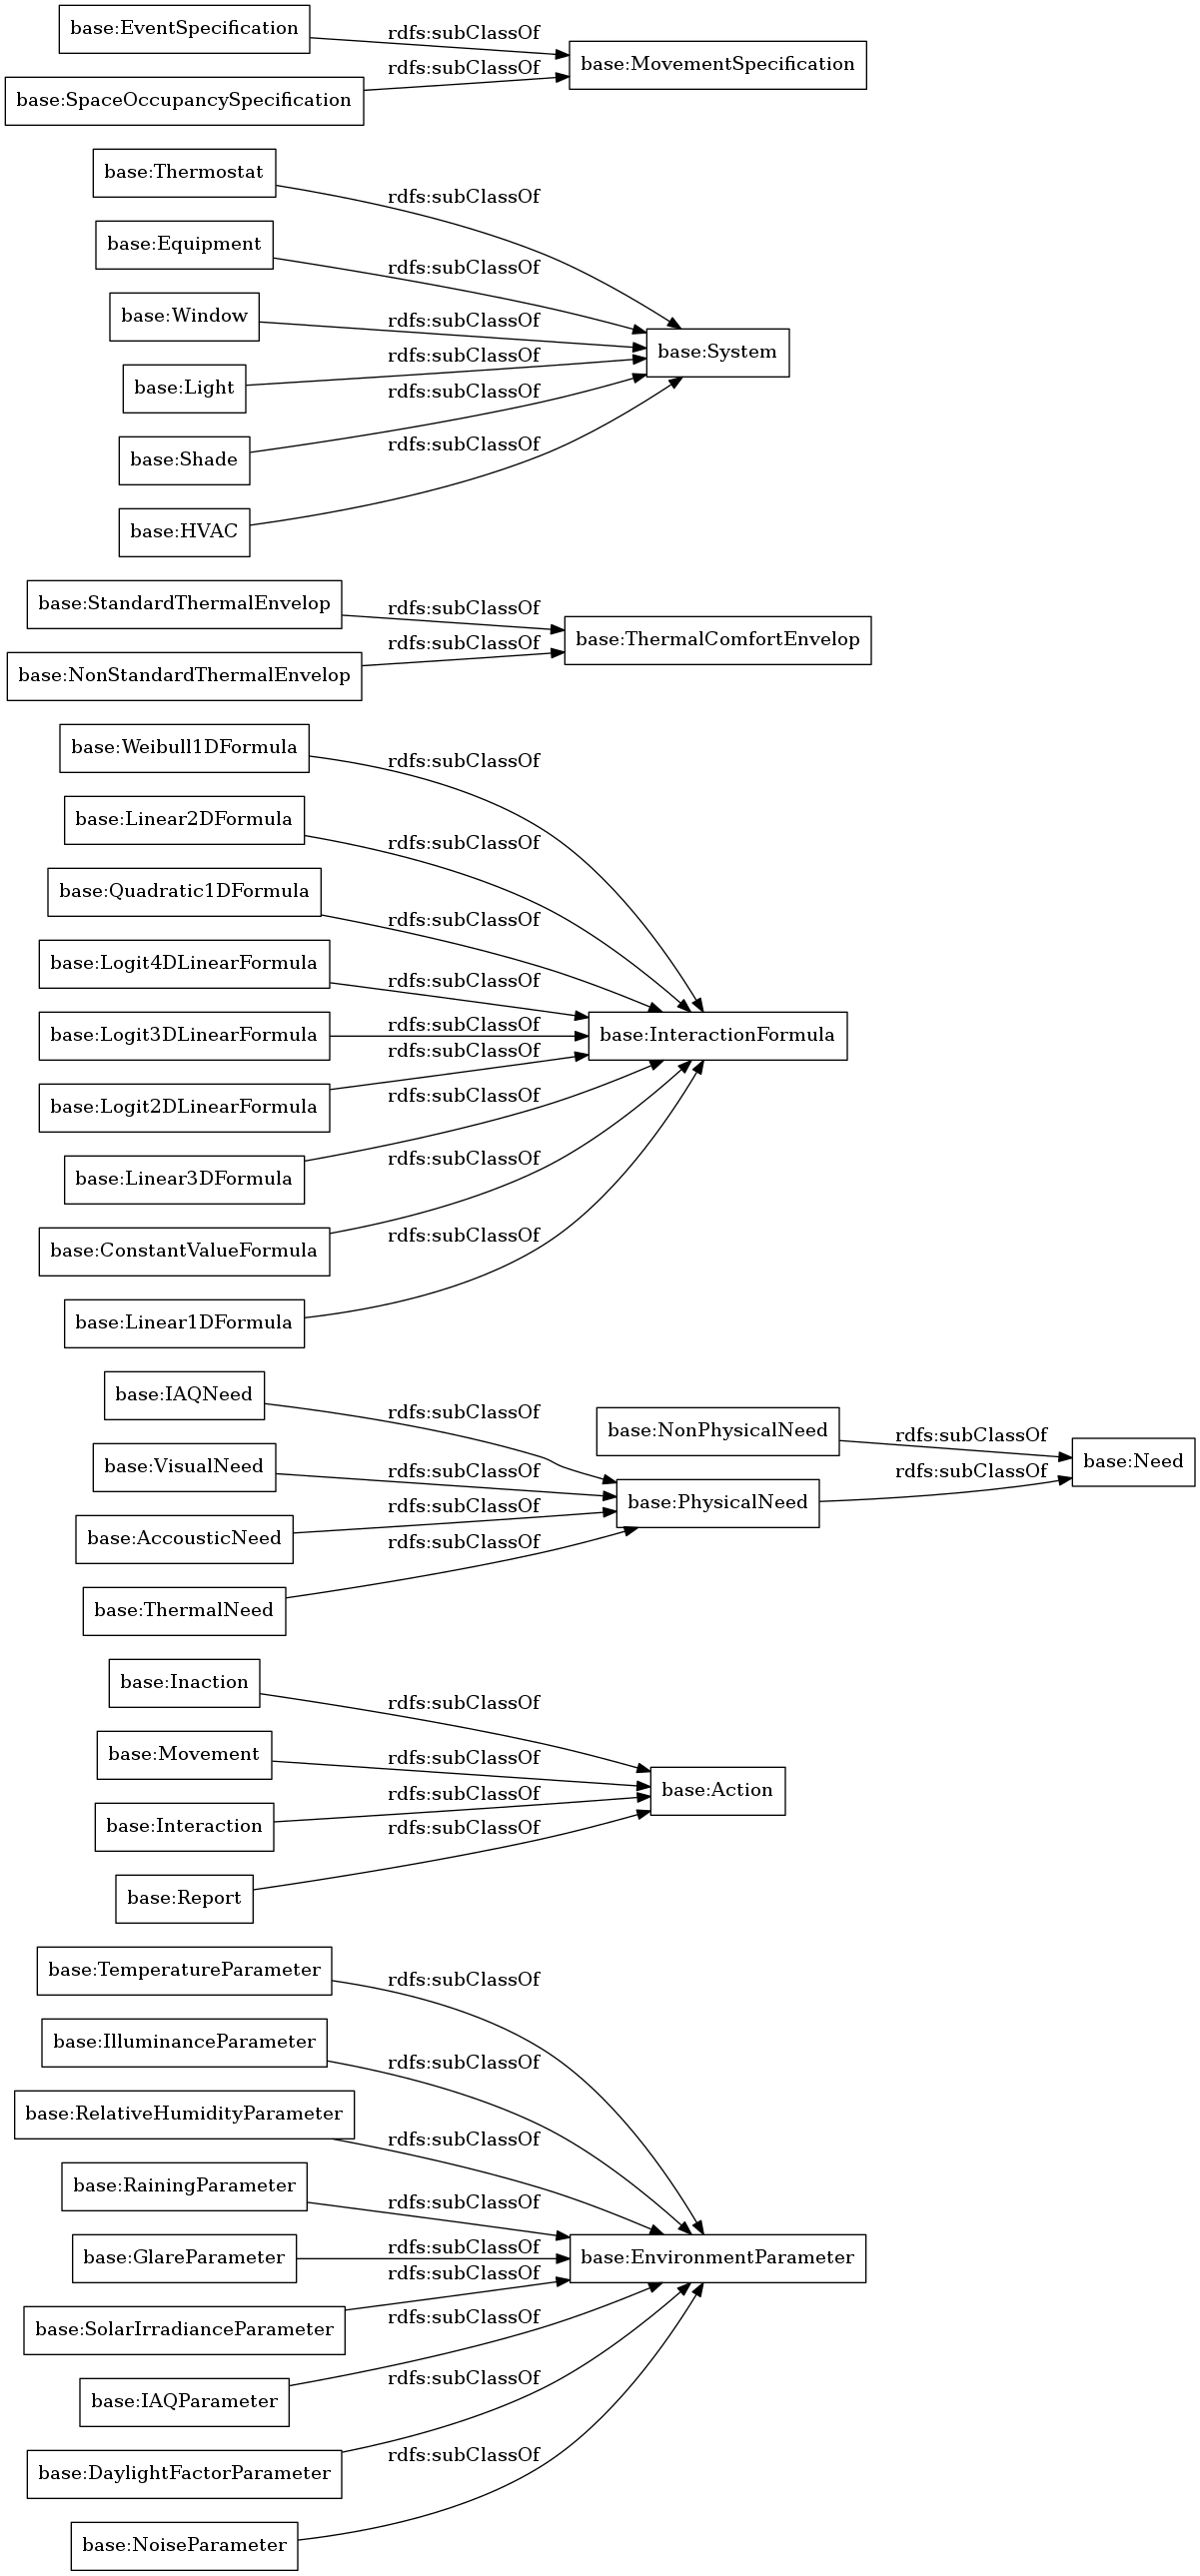 base:EventSpecification
rdfs:subClassOf
base:MovementSpecification
rdfs:subClassOf
base:SpaceOccupancySpecification
base:Thermostat
rdfs:subClassOf
base:Equipment
rdfs:subClassOf
base:Window
rdfs:subClassOf
base:System
rdfs:subClassOf
base:Light
rdfs:subClassOf
base:Shade
rdfs:subClassOf
base:HVAC
base:StandardThermalEnvelop
rdfs:subClassOf
base:ThermalComfortEnvelop
rdfs:subClassOf
base:NonStandardThermalEnvelop
base:Weibull1DFormula
rdfs:subClassOf
base:Linear2DFormula
rdfs:subClassOf
base:Quadratic1DFormula
rdfs:subClassOf
base:Logit4DLinearFormula
rdfs:subClassOf
base:Logit3DLinearFormula
rdfs:subClassOf
base:InteractionFormula
rdfs:subClassOf
base:Logit2DLinearFormula
rdfs:subClassOf
base:Linear3DFormula
rdfs:subClassOf
base:ConstantValueFormula
rdfs:subClassOf
base:Linear1DFormula
base:IAQNeed
rdfs:subClassOf
base:NonPhysicalNeed
rdfs:subClassOf
base:Need
base:VisualNeed
rdfs:subClassOf
rdfs:subClassOf
base:PhysicalNeed
rdfs:subClassOf
base:AccousticNeed
rdfs:subClassOf
base:ThermalNeed
base:Inaction
rdfs:subClassOf
base:Movement
rdfs:subClassOf
base:Action
rdfs:subClassOf
base:Interaction
rdfs:subClassOf
base:Report
base:TemperatureParameter
rdfs:subClassOf
base:IlluminanceParameter
rdfs:subClassOf
base:RelativeHumidityParameter
rdfs:subClassOf
base:RainingParameter
rdfs:subClassOf
base:GlareParameter
rdfs:subClassOf
base:EnvironmentParameter
rdfs:subClassOf
base:SolarIrradianceParameter
rdfs:subClassOf
base:IAQParameter
rdfs:subClassOf
base:DaylightFactorParameter
rdfs:subClassOf
base:NoiseParameter